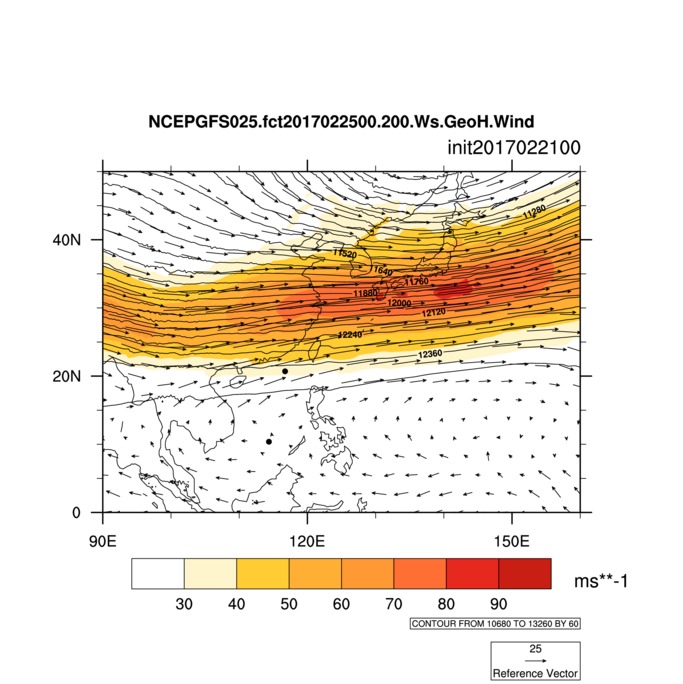 NCEPGFS025.fct2017022500.200.Ws.GeoH.Wind
init2017022100
11280
40N
11520
1640
11760
11880
12000
12120
12240
12360
20N
0
90E 120E 150E
30 40 50 60 70 80 90
ms**-1
CONTOUR FROM 10680 TO 13260 BY 60
25
Reference Vector